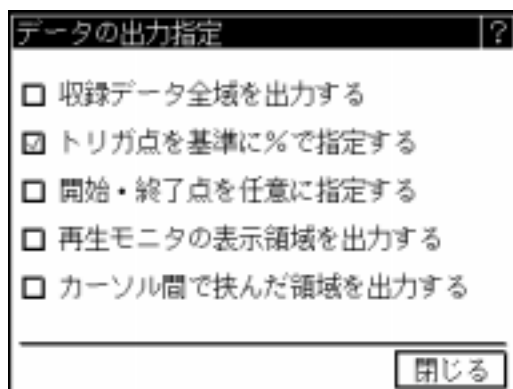 データの出力指定 ?
収録データ全域を出力する
トリガ点を基準に%で指定する
開始・終了点を任意に指定する
再生モニタの表示領域を出力する
カーソル間で挟んだ領域を出力する
閉じる